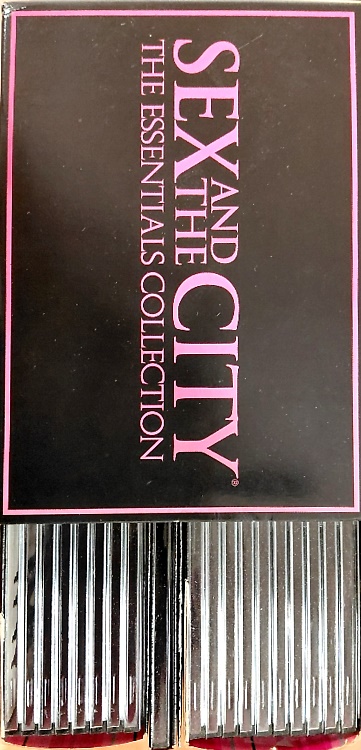 SEX AND THE CITY®
THE ESSENTIALS COLLECTION